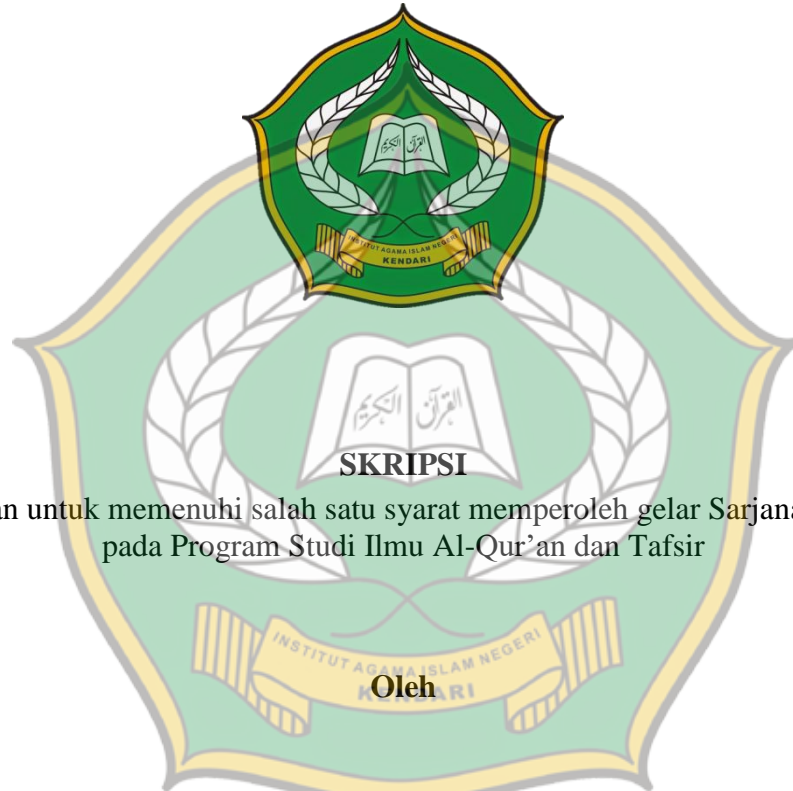 القرآن الكريم
INSTITUT AGAMA ISLAM NEGERI
KENDARI
القرآن الكريم
SKRIPSI
an untuk memenuhi salah satu syarat memperoleh gelar Sarjana
pada Program Studi Ilmu Al-Qur’an dan Tafsir
INSTITUT AGAMA ISLAM NEGERI
KENDARI
Oleh